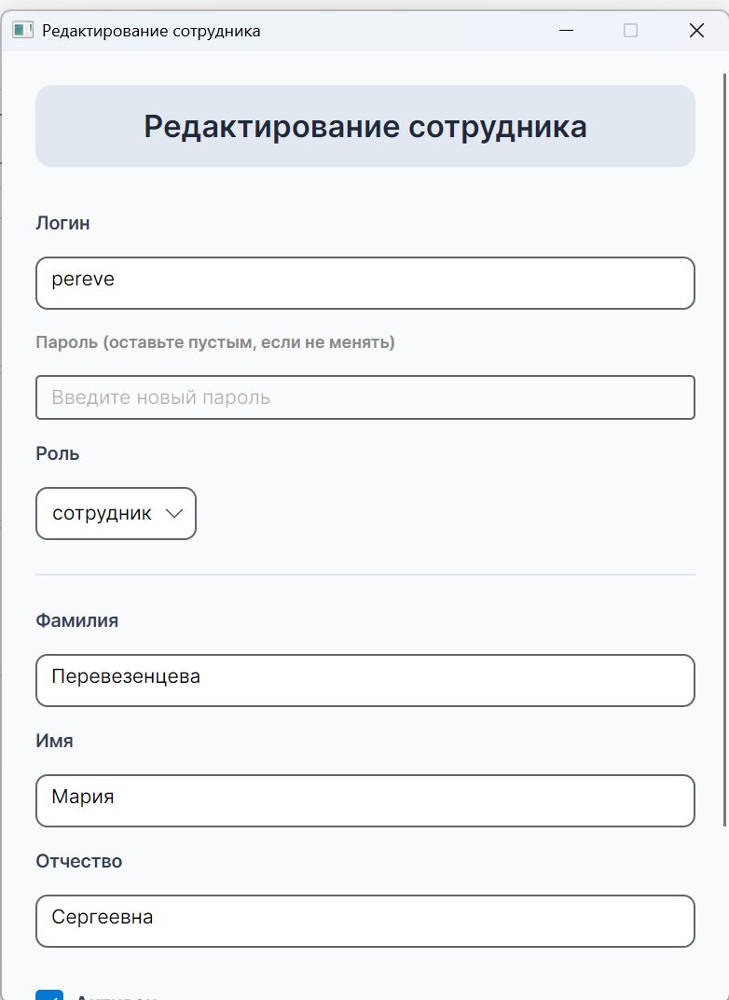 Редактирование сотрудника
Редактирование сотрудника
Логин
pereve
Пароль (оставьте пустым, если не менять)
Введите новый пароль
Роль
сотрудник
Фамилия
Перевезенцева
Имя
Мария
Отчество
Сергеевна